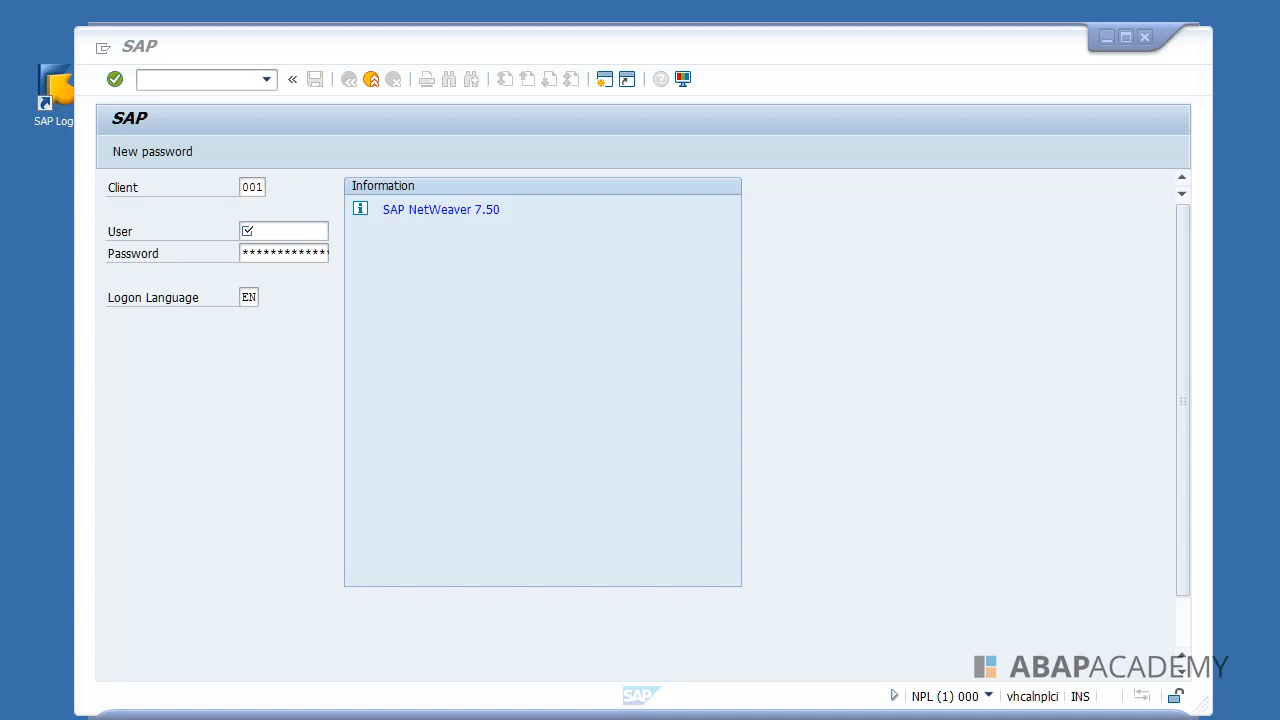 SAP
SAP Log
SAP
New password
Client 001
Information
SAP NetWeaver 7.50
User
Password *************
Logon Language EN
ABAPACADEMY
SAP
NPL (1) 000 vhcalnplci INS